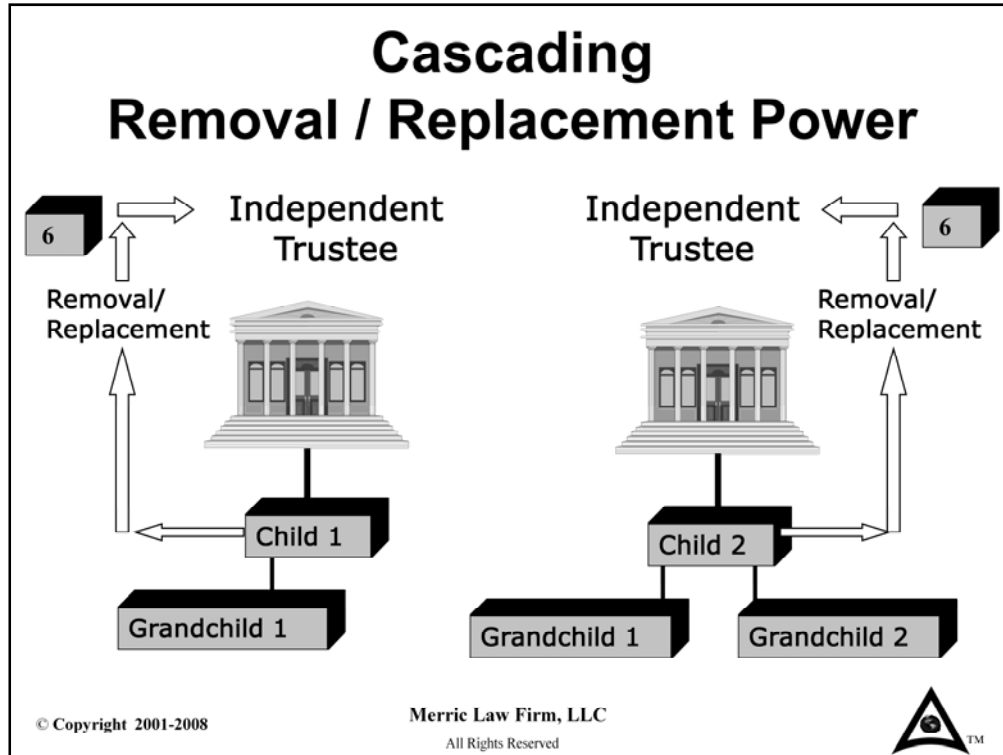 Cascading
Removal / Replacement Power
6
Independent
Trustee
Removal/
Replacement
Child 1
Grandchild 1
Independent
Trustee
6
Removal/
Replacement
Child 2
Grandchild 1
Grandchild 2
© Copyright 2001-2008
Merric Law Firm, LLC
All Rights Reserved
TM